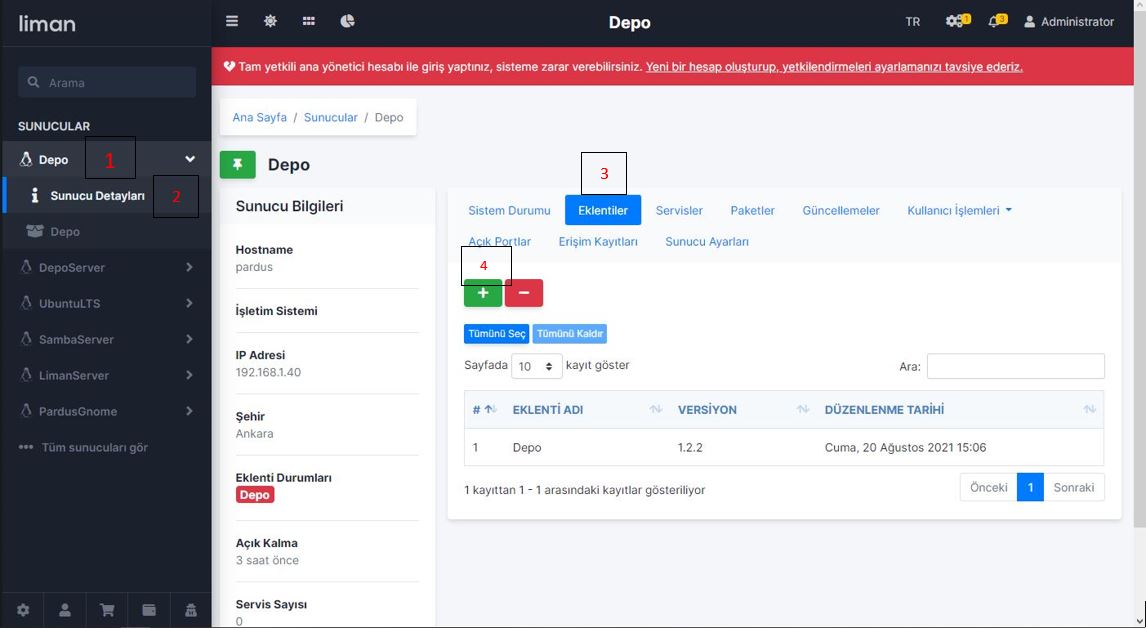 liman
Depo
TR
1
3
Administrator
Tam yetkili ana yönetici hesabı ile giriş yaptınız, sisteme zarar verebilirsiniz. Yeni bir hesap oluşturup, yetkilendirmeleri ayarlamanızı tavsiye ederiz.
Arama
SUNUCULAR
Depo
1
Sunucu Detayları
2
Depo
DepoServer
UbuntuLTS
SambaServer
LimanServer
PardusGnome
Tüm sunucuları gör
Ana Sayfa / Sunucular / Depo
Depo
Sunucu Bilgileri
Hostname
pardus
İşletim Sistemi
IP Adresi
192.168.1.40
Şehir
Ankara
Eklenti Durumları
Depo
Açık Kalma
3 saat önce
Servis Sayısı
0
3
Sistem Durumu Eklentiler Servisler Paketler Güncellemeler Kullanıcı İşlemleri
Açık Portlar Erişim Kayıtları Sunucu Ayarları
4
+ −
Tümünü Seç Tümünü Kaldır
Sayfada 10 kayıt göster Ara:
# EKLENTİ ADI VERSİYON DÜZENLENME TARİHİ
1 Depo 1.2.2 Cuma, 20 Ağustos 2021 15:06
1 kayıttan 1 - 1 arasındaki kayıtlar gösteriliyor
Önceki 1 Sonraki